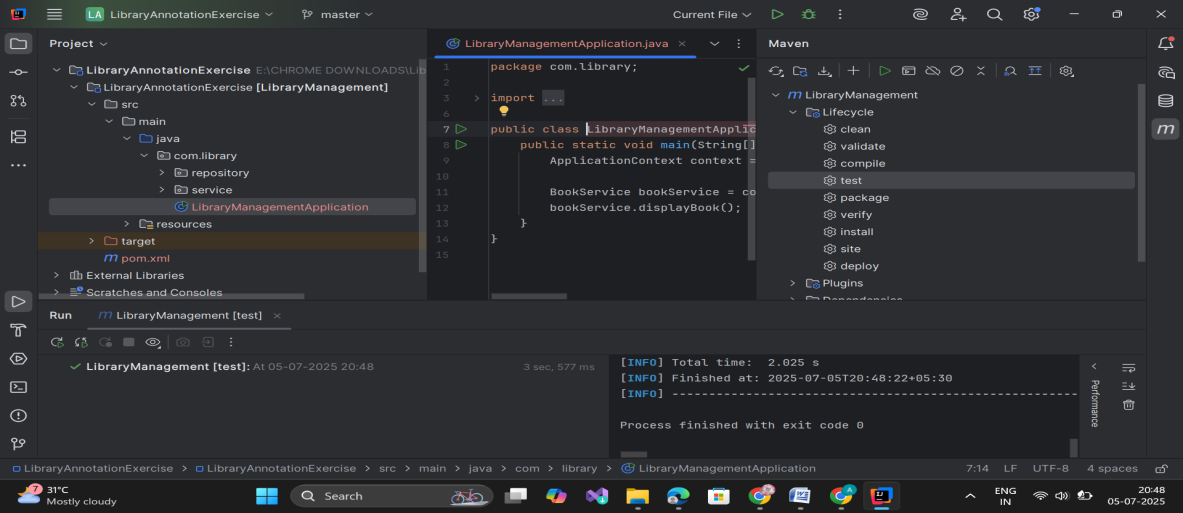 LA LibraryAnnotationExercise master Current File
Project
LibraryAnnotationExercise E:\CHROME DOWNLOADS\Lib
LibraryAnnotationExercise [LibraryManagement]
src
main
java
com.library
repository
service
LibraryManagementApplication
resources
target
m pom.xml
External Libraries
Scratches and Consoles
LibraryManagementApplication.java
1 package com.library;
2
3 import ...
6
7 public class LibraryManagementApplic
8 public static void main(String[]
9 ApplicationContext context =
10
11 BookService bookService = co
12 bookService.displayBook();
13 }
14 }
15
Maven
m LibraryManagement
Lifecycle
clean
validate
compile
test
package
verify
install
site
deploy
Plugins
Dependencies
m
Run m LibraryManagement [test]
LibraryManagement [test]: At 05-07-2025 20:48 3 sec, 577 ms
[INFO] Total time: 2.025 s
[INFO] Finished at: 2025-07-05T20:48:22+05:30
[INFO] ------------------------------------------------------
Process finished with exit code 0
Performance
LibraryAnnotationExercise > LibraryAnnotationExercise > src > main > java > com > library > LibraryManagementApplication 7:14 LF UTF-8 4 spaces
7
31°C
Mostly cloudy
Search
ENG
IN
20:48
05-07-2025